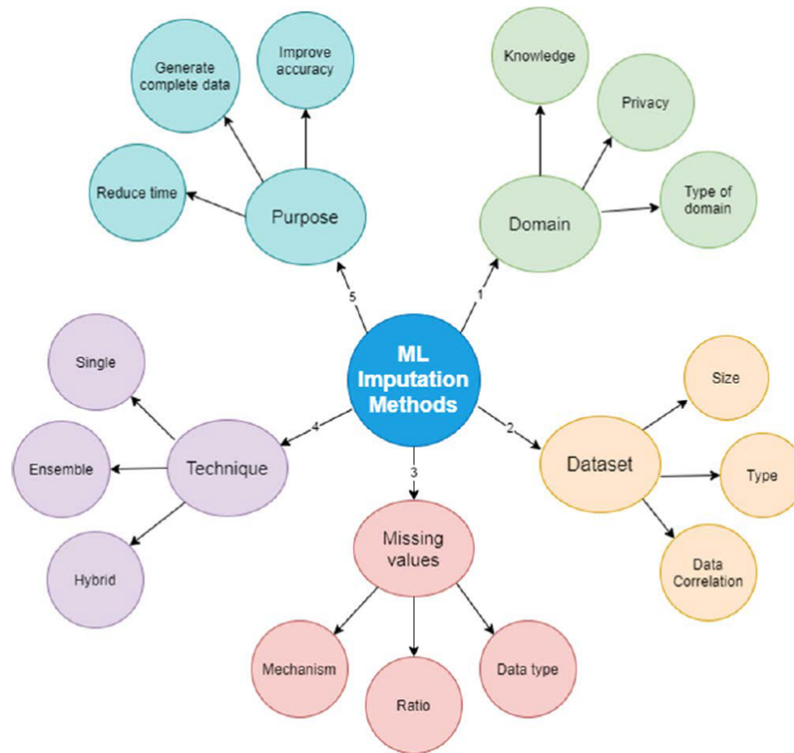 Improve
accuracy
Generate
complete data
Reduce time
Purpose
Knowledge
Privacy
Type of
domain
Domain
5
1
ML
Imputation
Methods
Single
Ensemble
Hybrid
Technique
4
2
3
Size
Type
Data
Correlation
Dataset
Missing
values
Mechanism
Ratio
Data type